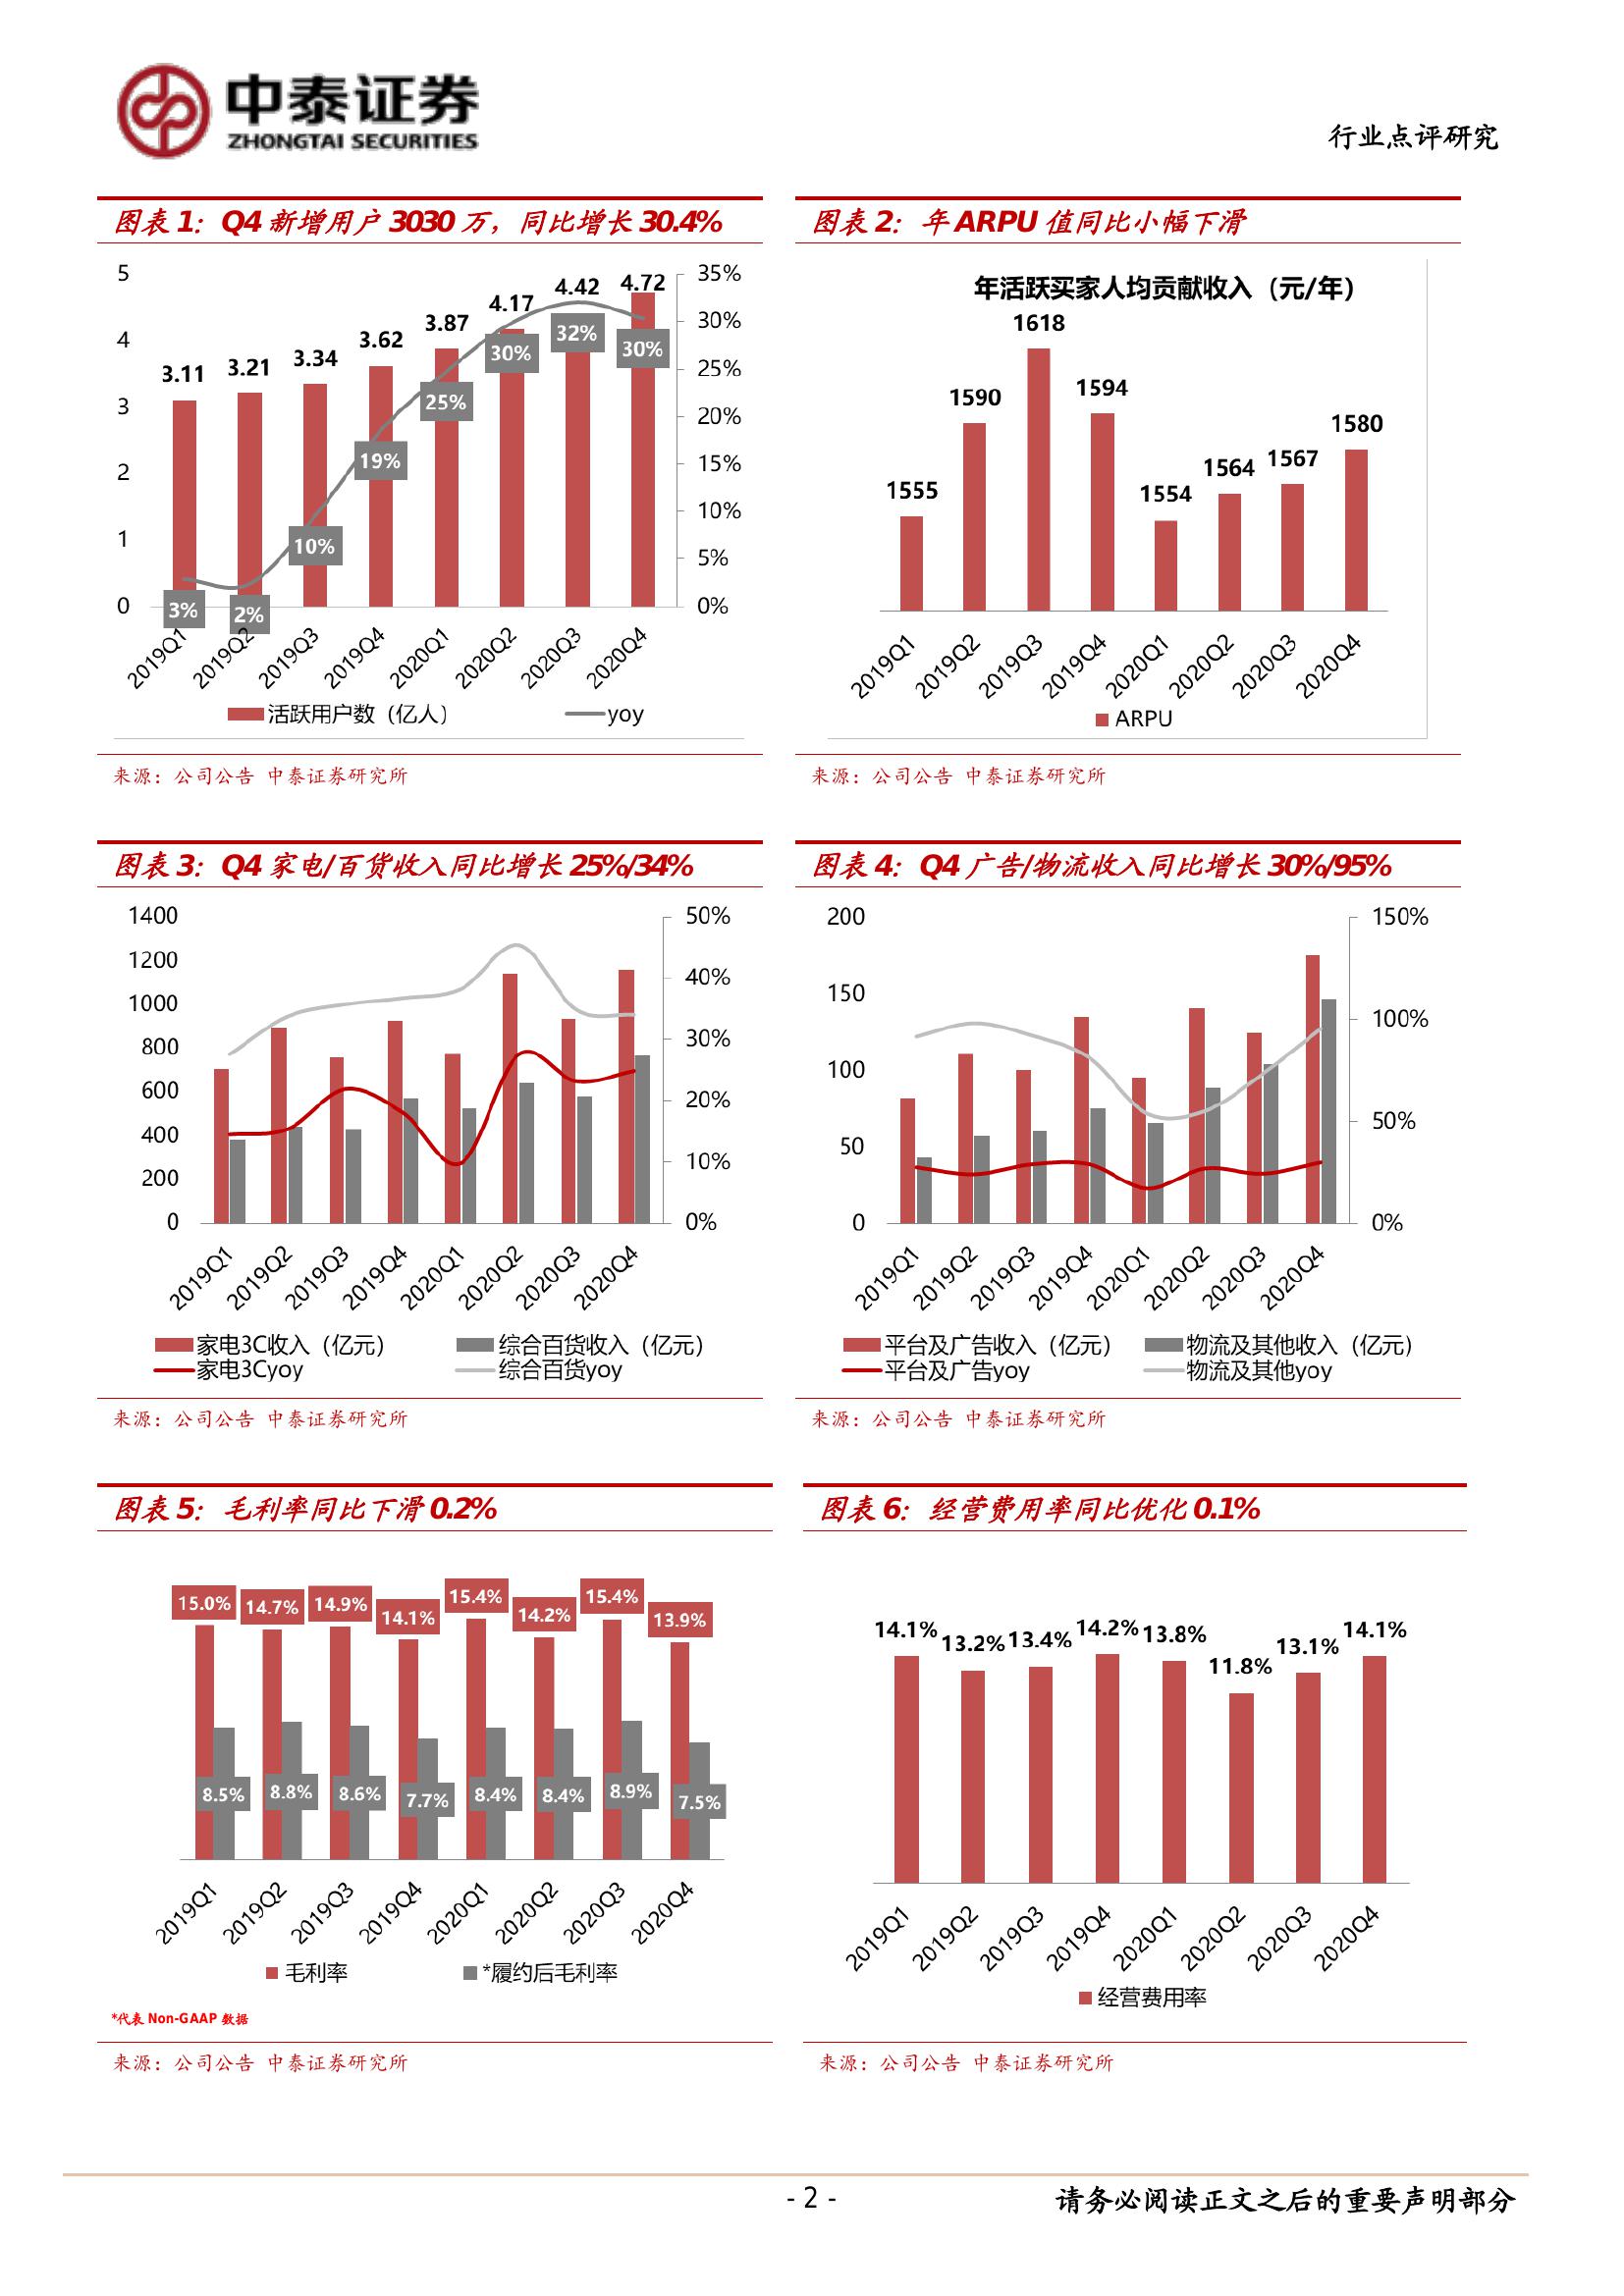 中泰证券
ZHONGTAI SECURITIES
行业点评研究
图表 1：Q4 新增用户 3030 万，同比增长 30.4%
5
4
3
2
1
0
35%
30%
25%
20%
15%
10%
5%
0%
3.11
3.21
3.34
3.62
3.87
4.17
4.42
4.72
3%
2%
10%
19%
25%
30%
32%
30%
2019Q1
2019Q2
2019Q3
2019Q4
2020Q1
2020Q2
2020Q3
2020Q4
活跃用户数（亿人）
yoy
来源：公司公告 中泰证券研究所
图表 2：年 ARPU 值同比小幅下滑
年活跃买家人均贡献收入（元/年）
1555
1590
1618
1594
1554
1564
1567
1580
2019Q1
2019Q2
2019Q3
2019Q4
2020Q1
2020Q2
2020Q3
2020Q4
ARPU
来源：公司公告 中泰证券研究所
图表 3：Q4 家电/百货收入同比增长 25%/34%
1400
1200
1000
800
600
400
200
0
50%
40%
30%
20%
10%
0%
2019Q1
2019Q2
2019Q3
2019Q4
2020Q1
2020Q2
2020Q3
2020Q4
家电3C收入（亿元）
综合百货收入（亿元）
家电3Cyoy
综合百货yoy
来源：公司公告 中泰证券研究所
图表 4：Q4 广告/物流收入同比增长 30%/95%
200
150
100
50
0
150%
100%
50%
0%
2019Q1
2019Q2
2019Q3
2019Q4
2020Q1
2020Q2
2020Q3
2020Q4
平台及广告收入（亿元）
物流及其他收入（亿元）
平台及广告yoy
物流及其他yoy
来源：公司公告 中泰证券研究所
图表 5：毛利率同比下滑 0.2%
15.0%
14.7%
14.9%
14.1%
15.4%
14.2%
15.4%
13.9%
8.5%
8.8%
8.6%
7.7%
8.4%
8.4%
8.9%
7.5%
2019Q1
2019Q2
2019Q3
2019Q4
2020Q1
2020Q2
2020Q3
2020Q4
毛利率
*履约后毛利率
*代表 Non-GAAP 数据
来源：公司公告 中泰证券研究所
图表 6：经营费用率同比优化 0.1%
14.1%
13.2%
13.4%
14.2%
13.8%
11.8%
13.1%
14.1%
2019Q1
2019Q2
2019Q3
2019Q4
2020Q1
2020Q2
2020Q3
2020Q4
经营费用率
来源：公司公告 中泰证券研究所
- 2 -
请务必阅读正文之后的重要声明部分